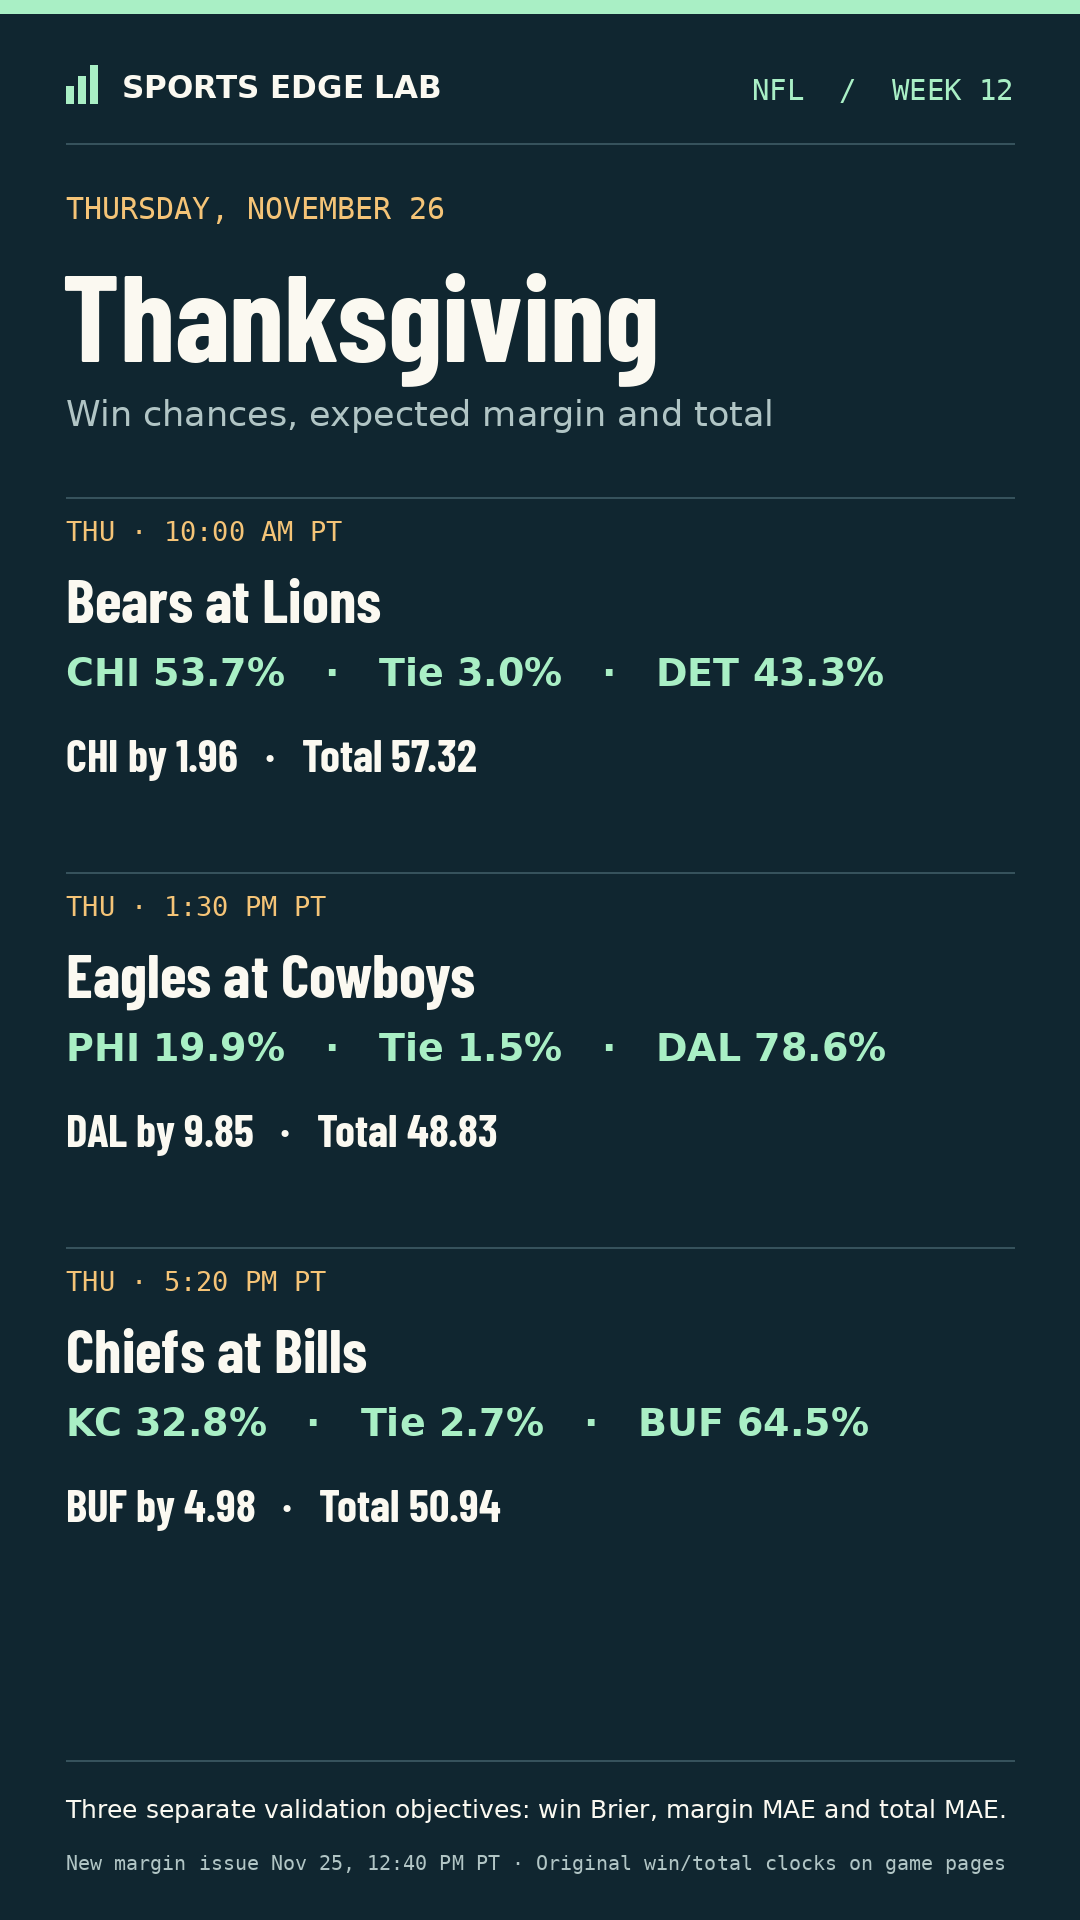 SPORTS EDGE LAB
NFL / WEEK 12
THURSDAY, NOVEMBER 26
Thanksgiving
Win chances, expected margin and total
THU · 10:00 AM PT
Bears at Lions
CHI 53.7% · Tie 3.0% · DET 43.3%
CHI by 1.96 · Total 57.32
THU · 1:30 PM PT
Eagles at Cowboys
PHI 19.9% · Tie 1.5% · DAL 78.6%
DAL by 9.85 · Total 48.83
THU · 5:20 PM PT
Chiefs at Bills
KC 32.8% · Tie 2.7% · BUF 64.5%
BUF by 4.98 · Total 50.94
Three separate validation objectives: win Brier, margin MAE and total MAE.
New margin issue Nov 25, 12:40 PM PT · Original win/total clocks on game pages